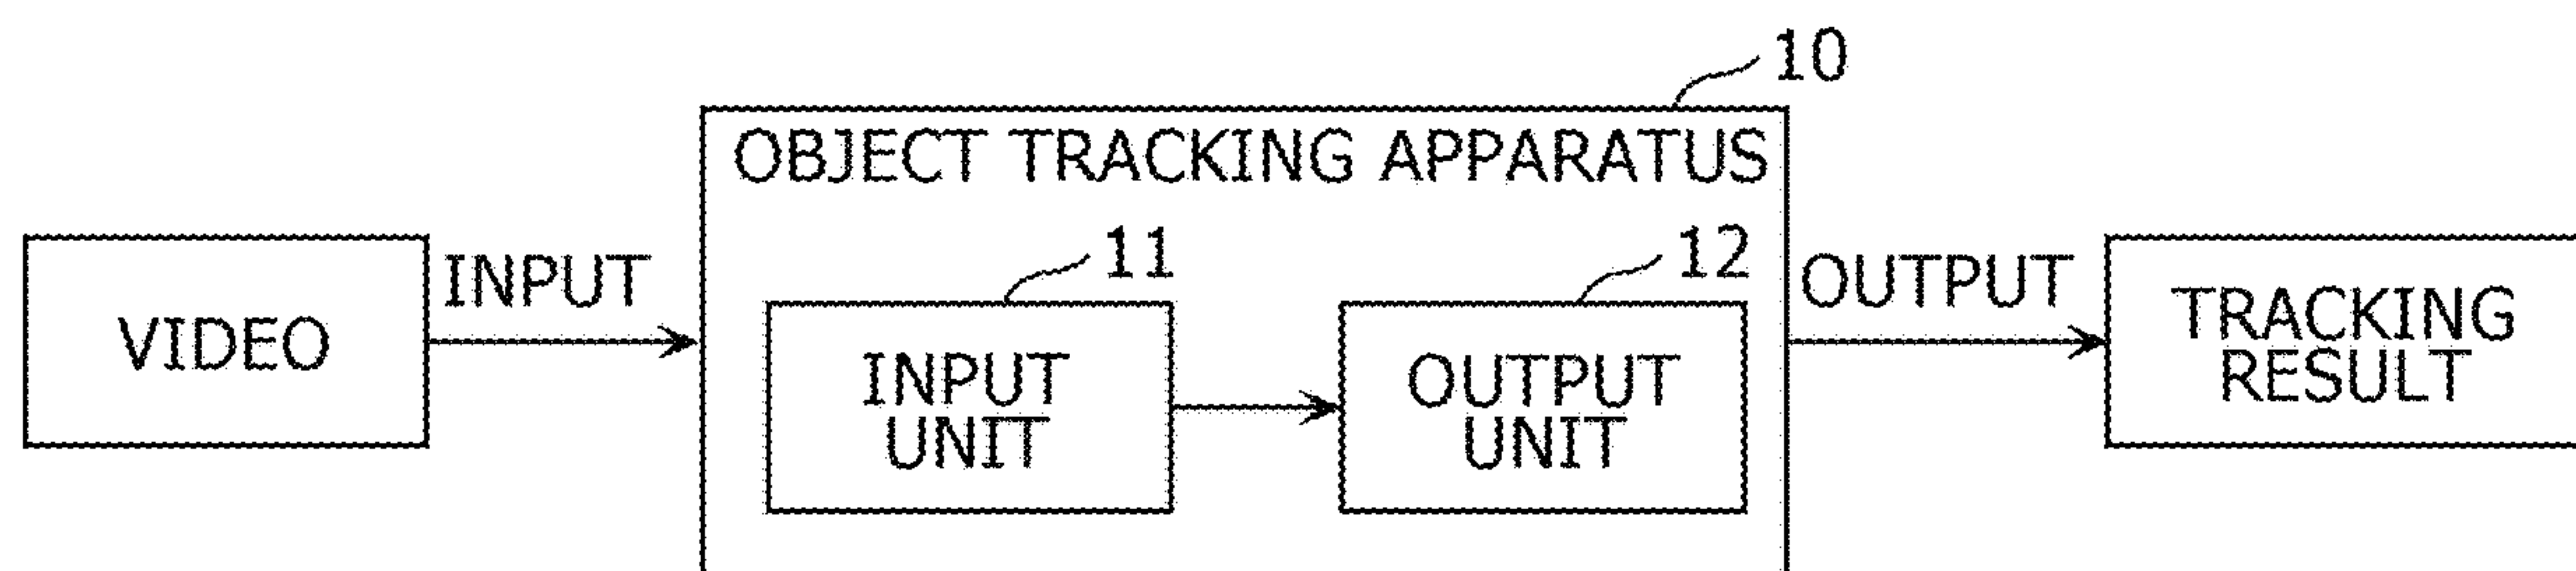 10
OBJECT TRACKING APPARATUS
11
12
INPUT
OUTPUT
VIDEO
INPUT
UNIT
OUTPUT
UNIT
TRACKING
RESULT